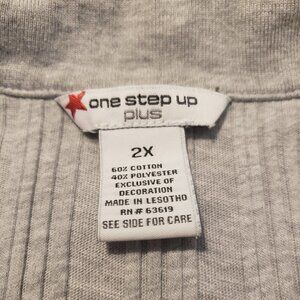 one step up
plus
2X
60% COTTON
40% POLYESTER
EXCLUSIVE OF
DECORATION
MADE IN LESOTHO
RN# 63619
SEE SIDE FOR CARE